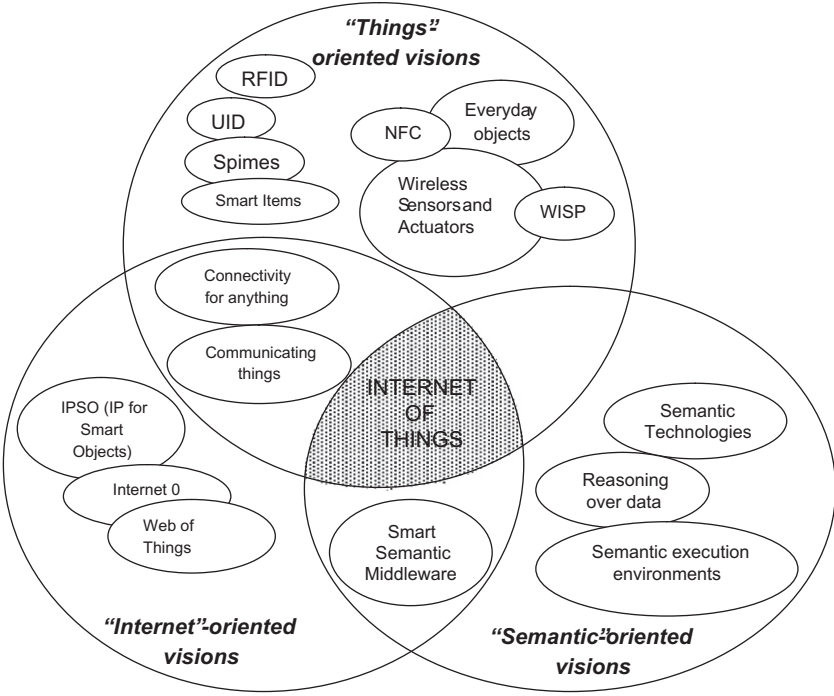 “Things”-
oriented visions
RFID
UID
Spimes
Smart Items
Everyday
objects
NFC
Wireless
Sensors and
Actuators
WISP
Connectivity
for anything
Communicating
things
INTERNET
OF
THINGS
IPSO (IP for
Smart
Objects)
Internet 0
Web of
Things
Semantic
Technologies
Reasoning
over data
Semantic execution
environments
Smart
Semantic
Middleware
“Internet”-oriented
visions
“Semantic”-oriented
visions